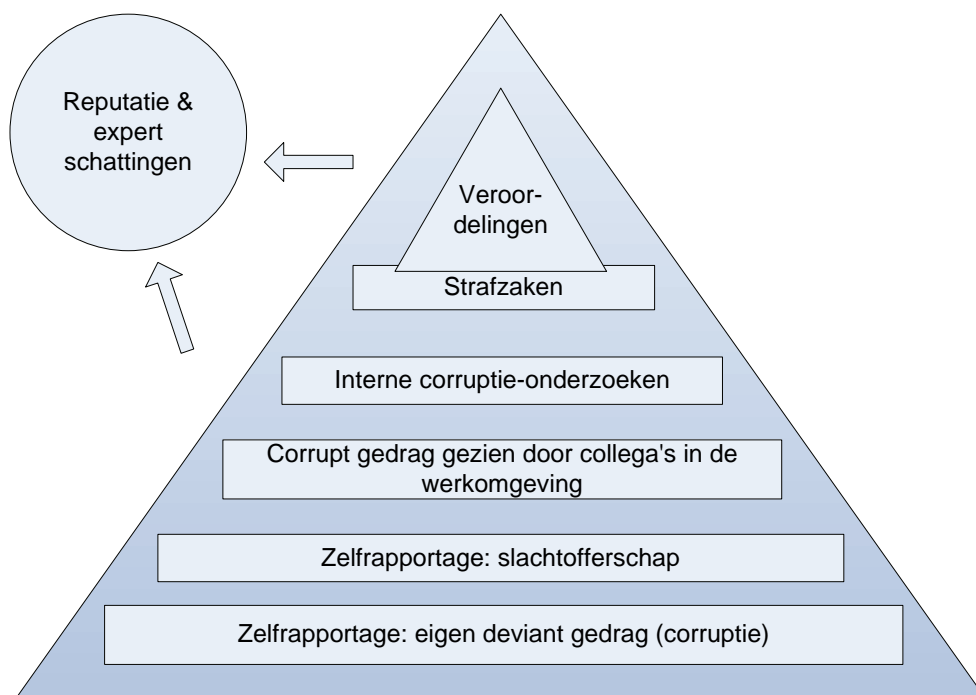 Reputatie &
expert
schattingen
Veroor-
delingen
Strafzaken
Interne corruptie-onderzoeken
Corrupt gedrag gezien door collega's in de
werkomgeving
Zelfrapportage: slachtofferschap
Zelfrapportage: eigen deviant gedrag (corruptie)